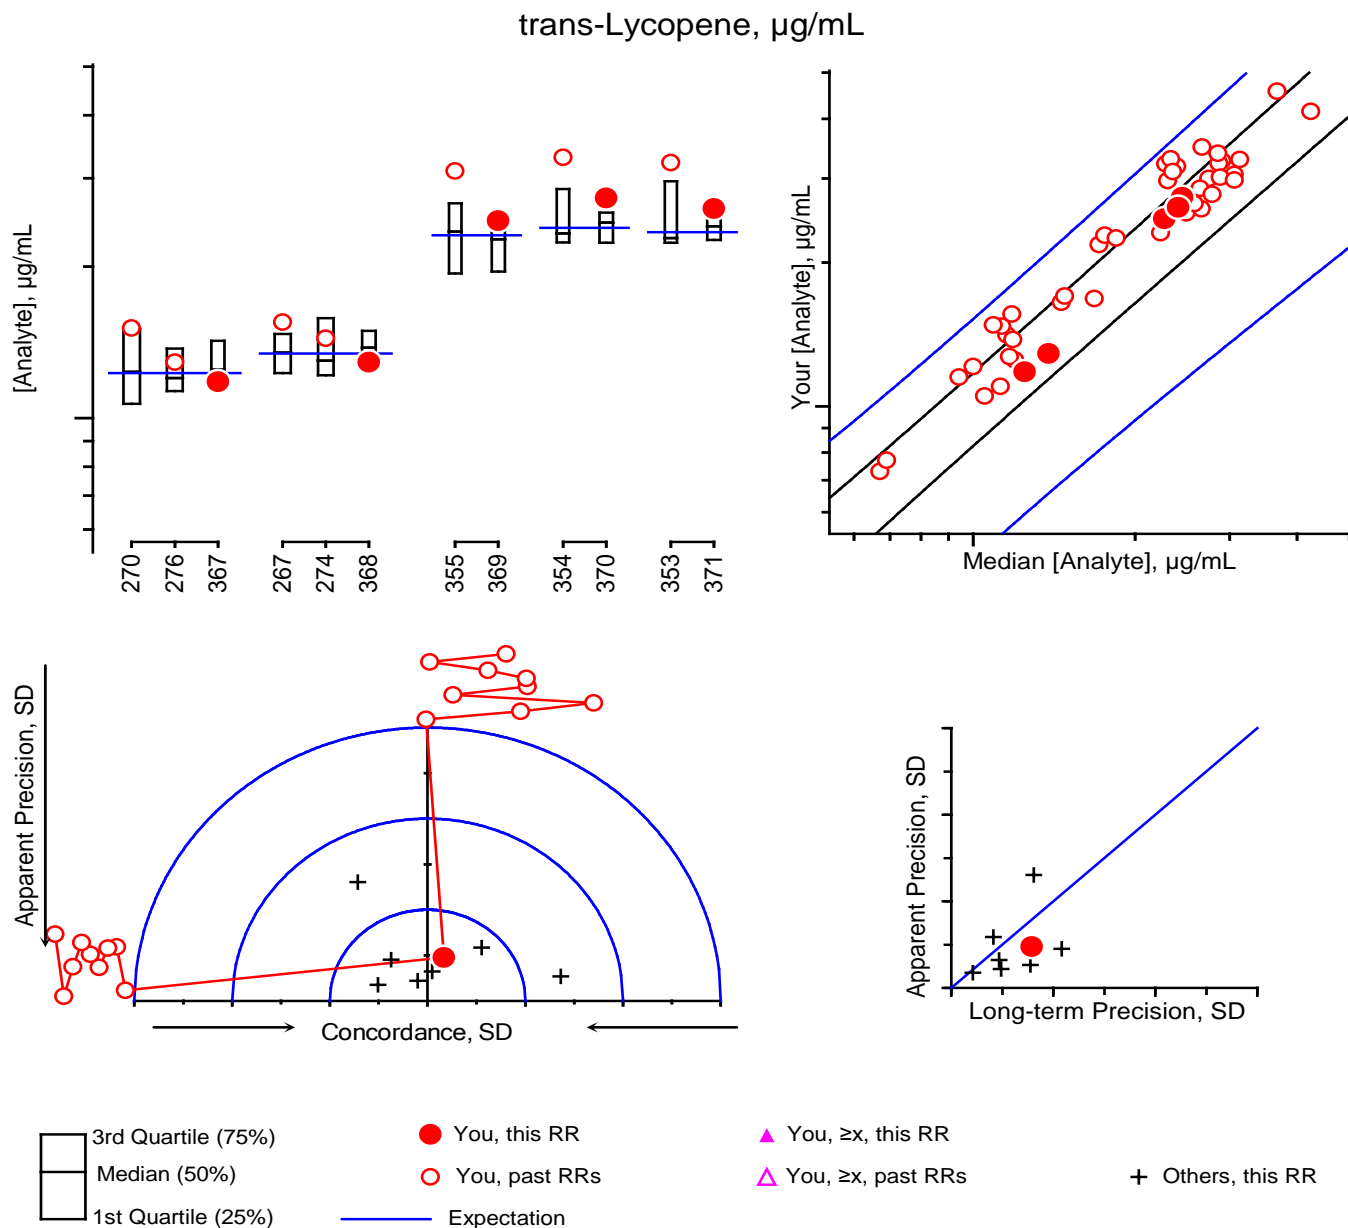 trans-Lycopene, µg/mL
[Analyte], µg/mL
270
276
367
267
274
368
355
369
354
370
353
371
Your [Analyte], µg/mL
Median [Analyte], µg/mL
Apparent Precision, SD
Concordance, SD
Apparent Precision, SD
Long-term Precision, SD
3rd Quartile (75%)
Median (50%)
1st Quartile (25%)
You, this RR
You, past RRs
Expectation
You, ≥x, this RR
You, ≥x, past RRs
Others, this RR